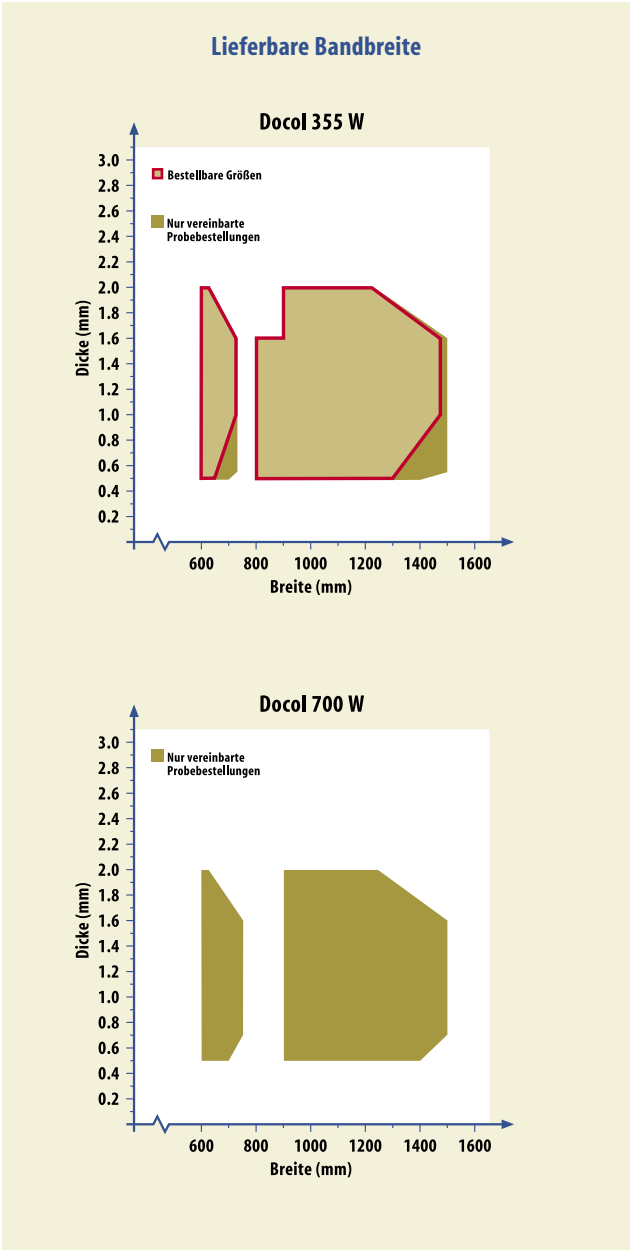 Lieferbare Bandbreite
Docol 355 W
Bestellbare Größen
Nur vereinbarte
Probebestellungen
Dicke (mm)
3.0
2.8
2.6
2.4
2.2
2.0
1.8
1.6
1.4
1.2
1.0
0.8
0.6
0.4
0.2
600 800 1000 1200 1400 1600
Breite (mm)
Docol 700 W
Nur vereinbarte
Probebestellungen
Dicke (mm)
3.0
2.8
2.6
2.4
2.2
2.0
1.8
1.6
1.4
1.2
1.0
0.8
0.6
0.4
0.2
600 800 1000 1200 1400 1600
Breite (mm)